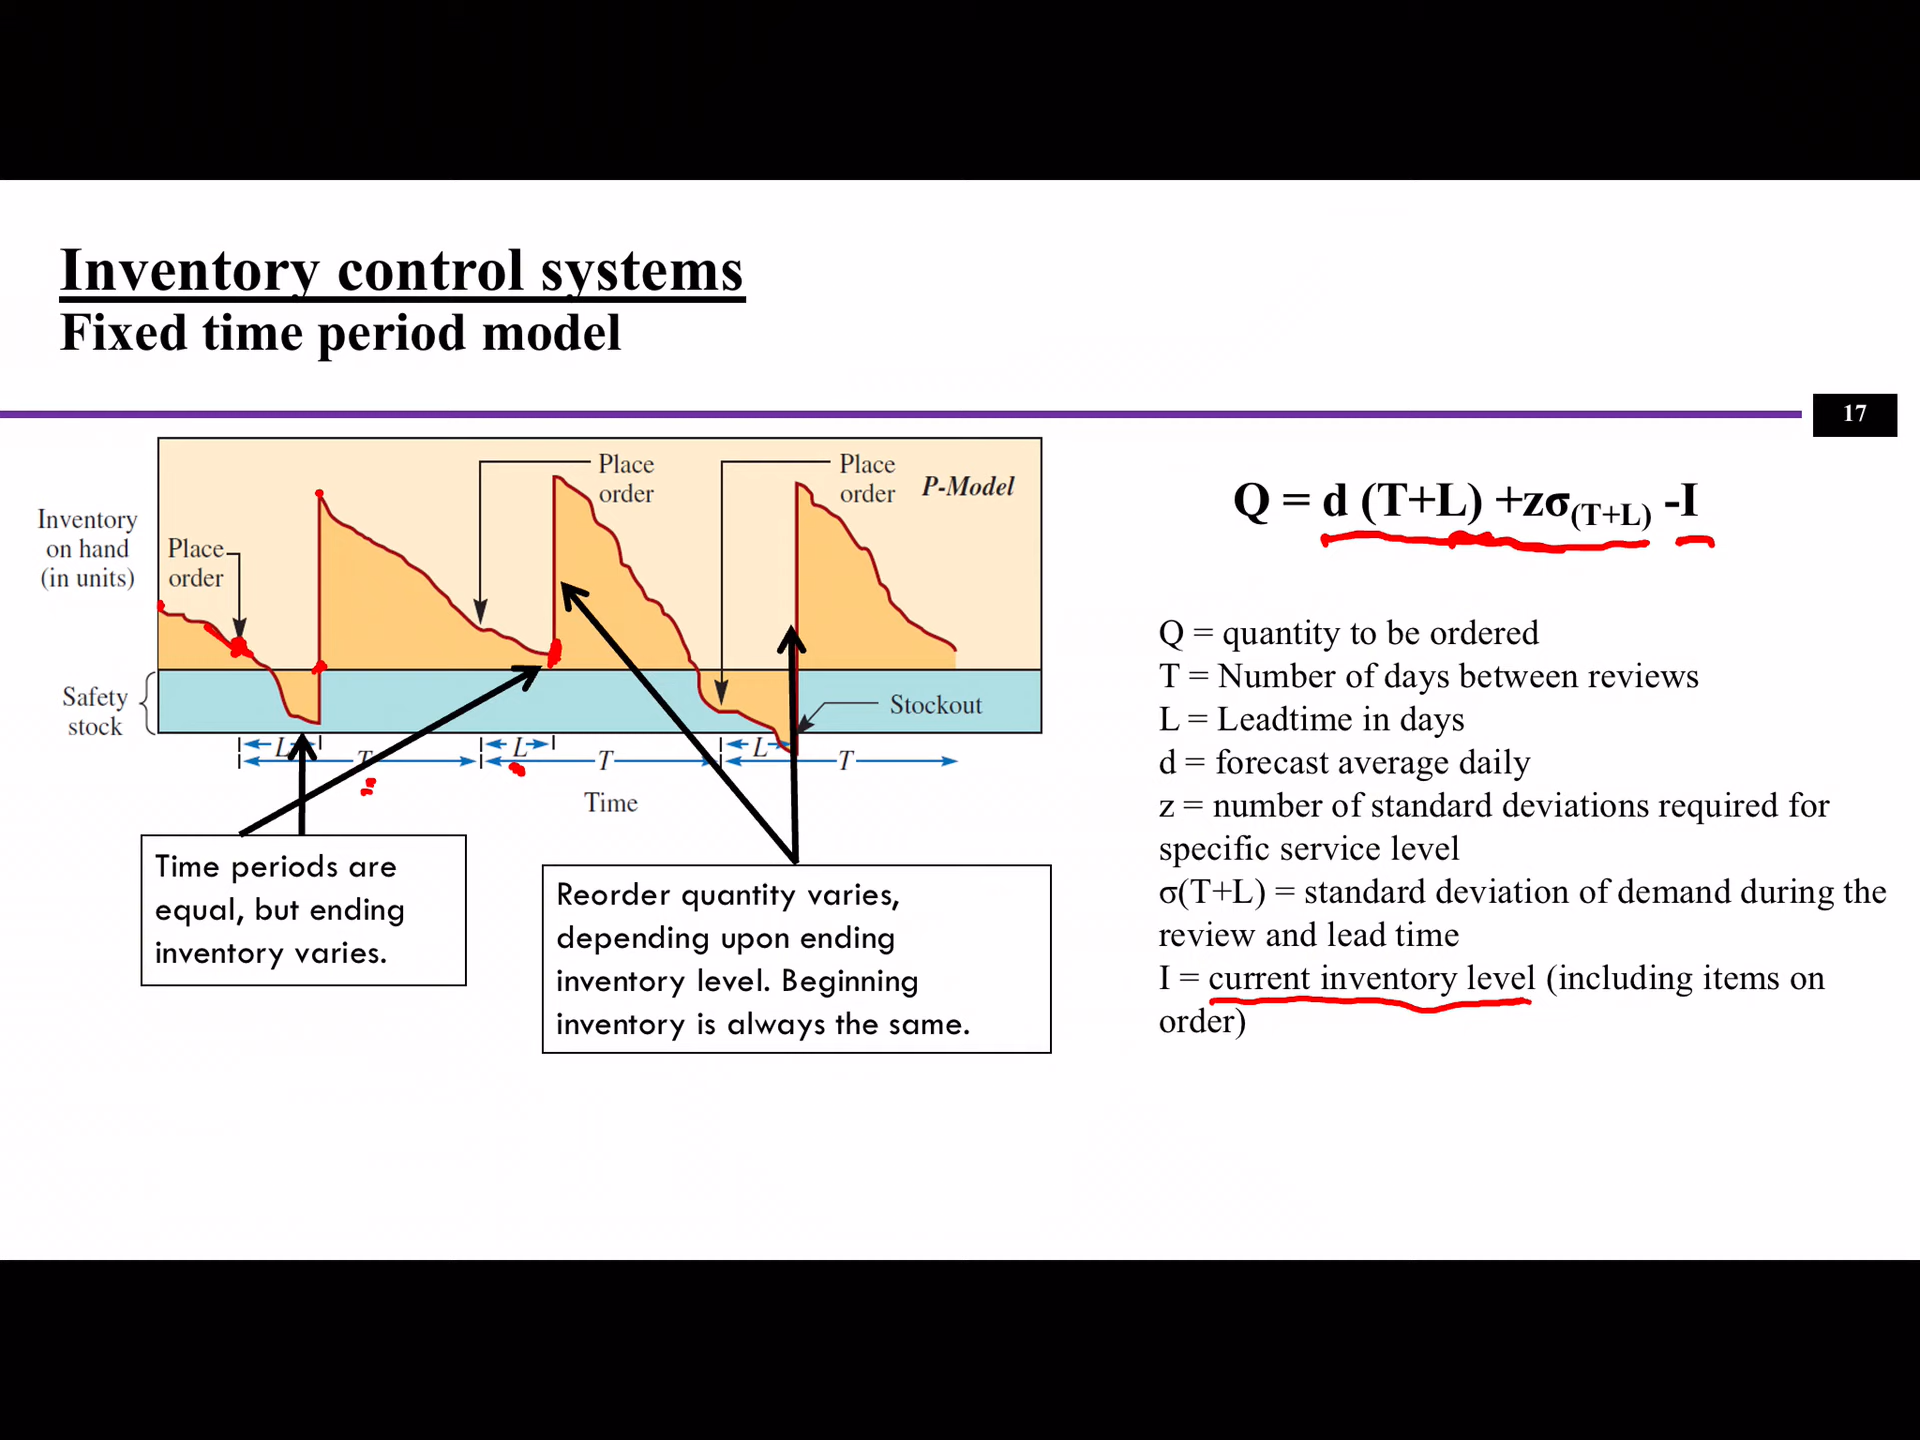 Inventory control systems
Fixed time period model
17
Inventory
on hand
(in units)
Place
order
Place
order
Place
order
P-Model
Safety
stock
Stockout
L
T
L
T
L
T
Time
Time periods are
equal, but ending
inventory varies.
Reorder quantity varies,
depending upon ending
inventory level. Beginning
inventory is always the same.
Q = d (T+L) +zσ(T+L) -I
Q = quantity to be ordered
T = Number of days between reviews
L = Leadtime in days
d = forecast average daily
z = number of standard deviations required for
specific service level
σ(T+L) = standard deviation of demand during the
review and lead time
I = current inventory level (including items on
order)